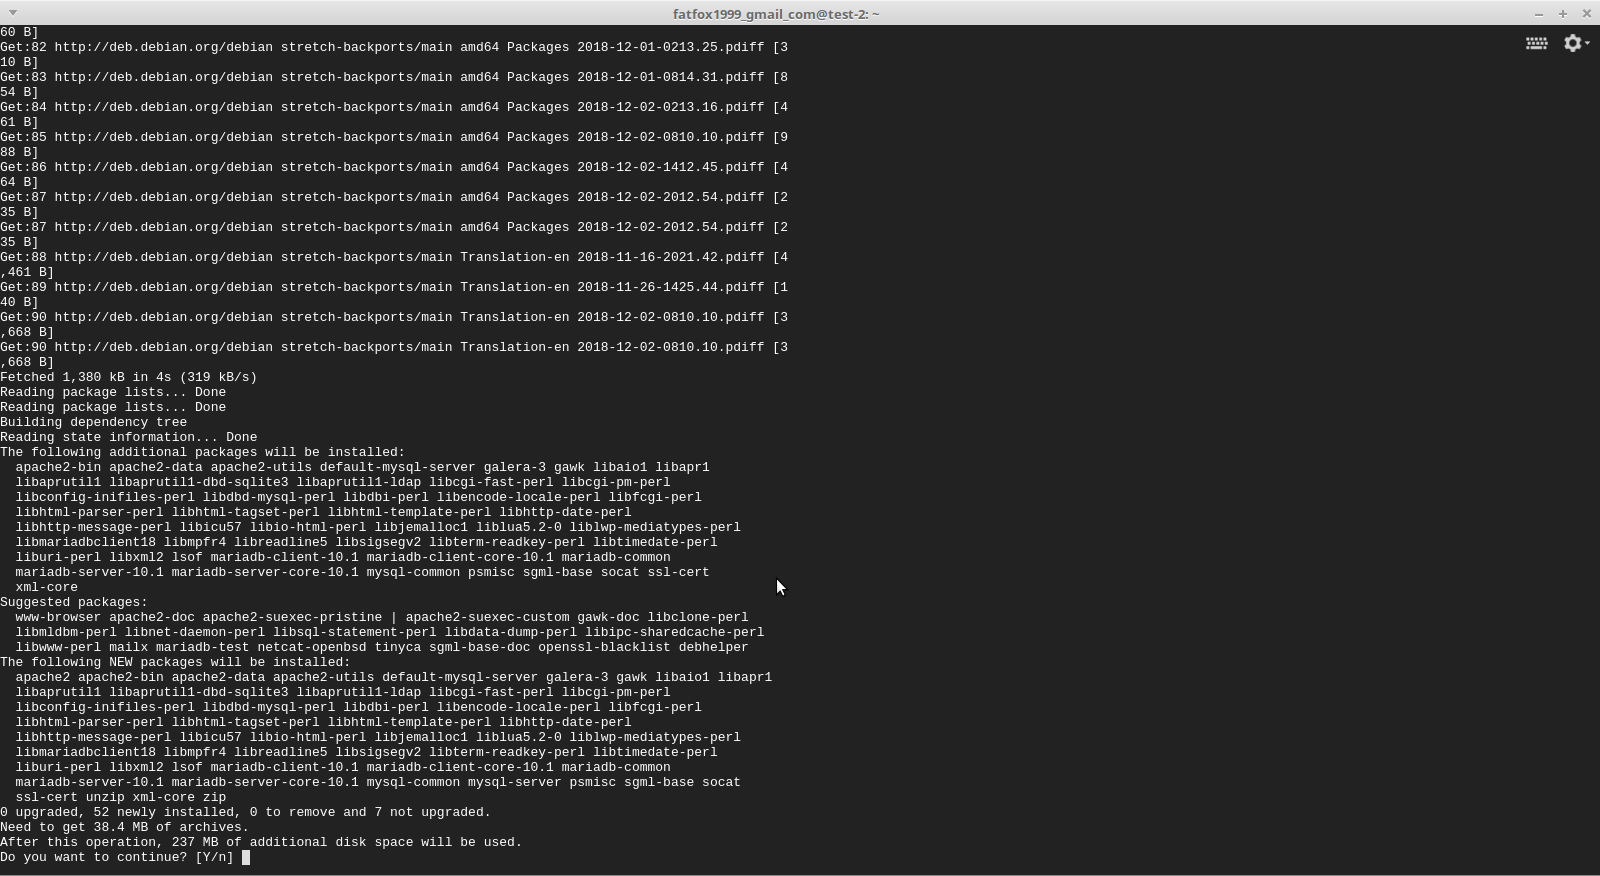 fatfox1999_gmail_com@test-2: ~
60 B]
Get:82 http://deb.debian.org/debian stretch-backports/main amd64 Packages 2018-12-01-0213.25.pdiff [3
10 B]
Get:83 http://deb.debian.org/debian stretch-backports/main amd64 Packages 2018-12-01-0814.31.pdiff [8
54 B]
Get:84 http://deb.debian.org/debian stretch-backports/main amd64 Packages 2018-12-02-0213.16.pdiff [4
61 B]
Get:85 http://deb.debian.org/debian stretch-backports/main amd64 Packages 2018-12-02-0810.10.pdiff [9
88 B]
Get:86 http://deb.debian.org/debian stretch-backports/main amd64 Packages 2018-12-02-1412.45.pdiff [4
64 B]
Get:87 http://deb.debian.org/debian stretch-backports/main amd64 Packages 2018-12-02-2012.54.pdiff [2
35 B]
Get:87 http://deb.debian.org/debian stretch-backports/main amd64 Packages 2018-12-02-2012.54.pdiff [2
35 B]
Get:88 http://deb.debian.org/debian stretch-backports/main Translation-en 2018-11-16-2021.42.pdiff [4
,461 B]
Get:89 http://deb.debian.org/debian stretch-backports/main Translation-en 2018-11-26-1425.44.pdiff [1
40 B]
Get:90 http://deb.debian.org/debian stretch-backports/main Translation-en 2018-12-02-0810.10.pdiff [3
,668 B]
Get:90 http://deb.debian.org/debian stretch-backports/main Translation-en 2018-12-02-0810.10.pdiff [3
,668 B]
Fetched 1,380 kB in 4s (319 kB/s)
Reading package lists... Done
Reading package lists... Done
Building dependency tree
Reading state information... Done
The following additional packages will be installed:
  apache2-bin apache2-data apache2-utils default-mysql-server galera-3 gawk libaio1 libapr1
  libaprutil1 libaprutil1-dbd-sqlite3 libaprutil1-ldap libcgi-fast-perl libcgi-pm-perl
  libconfig-inifiles-perl libdbd-mysql-perl libdbi-perl libencode-locale-perl libfcgi-perl
  libhtml-parser-perl libhtml-tagset-perl libhtml-template-perl libhttp-date-perl
  libhttp-message-perl libicu57 libio-html-perl libjemalloc1 liblua5.2-0 liblwp-mediatypes-perl
  libmariadbclient18 libmpfr4 libreadline5 libsigsegv2 libterm-readkey-perl libtimedate-perl
  liburi-perl libxml2 lsof mariadb-client-10.1 mariadb-client-core-10.1 mariadb-common
  mariadb-server-10.1 mariadb-server-core-10.1 mysql-common psmisc sgml-base socat ssl-cert
  xml-core
Suggested packages:
  www-browser apache2-doc apache2-suexec-pristine | apache2-suexec-custom gawk-doc libclone-perl
  libmldbm-perl libnet-daemon-perl libsql-statement-perl libdata-dump-perl libipc-sharedcache-perl
  libwww-perl mailx mariadb-test netcat-openbsd tinyca sgml-base-doc openssl-blacklist debhelper
The following NEW packages will be installed:
  apache2 apache2-bin apache2-data apache2-utils default-mysql-server galera-3 gawk libaio1 libapr1
  libaprutil1 libaprutil1-dbd-sqlite3 libaprutil1-ldap libcgi-fast-perl libcgi-pm-perl
  libconfig-inifiles-perl libdbd-mysql-perl libdbi-perl libencode-locale-perl libfcgi-perl
  libhtml-parser-perl libhtml-tagset-perl libhtml-template-perl libhttp-date-perl
  libhttp-message-perl libicu57 libio-html-perl libjemalloc1 liblua5.2-0 liblwp-mediatypes-perl
  libmariadbclient18 libmpfr4 libreadline5 libsigsegv2 libterm-readkey-perl libtimedate-perl
  liburi-perl libxml2 lsof mariadb-client-10.1 mariadb-client-core-10.1 mariadb-common
  mariadb-server-10.1 mariadb-server-core-10.1 mysql-common mysql-server psmisc sgml-base socat
  ssl-cert unzip xml-core zip
0 upgraded, 52 newly installed, 0 to remove and 7 not upgraded.
Need to get 38.4 MB of archives.
After this operation, 237 MB of additional disk space will be used.
Do you want to continue? [Y/n]